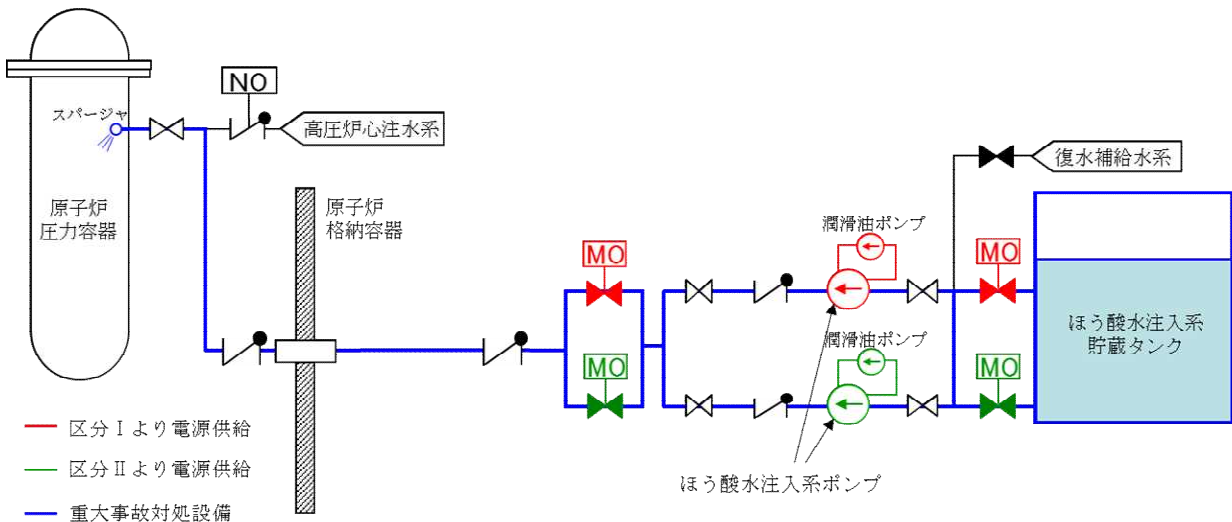 NO
スパージャ
高圧炉心注水系
復水補給水系
原子炉
圧力容器
原子炉
格納容器
潤滑油ポンプ
MO
MO
ほう酸水注入系
貯蔵タンク
潤滑油ポンプ
MO
MO
区分Ⅰより電源供給
区分Ⅱより電源供給
ほう酸水注入系ポンプ
重大事故対処設備